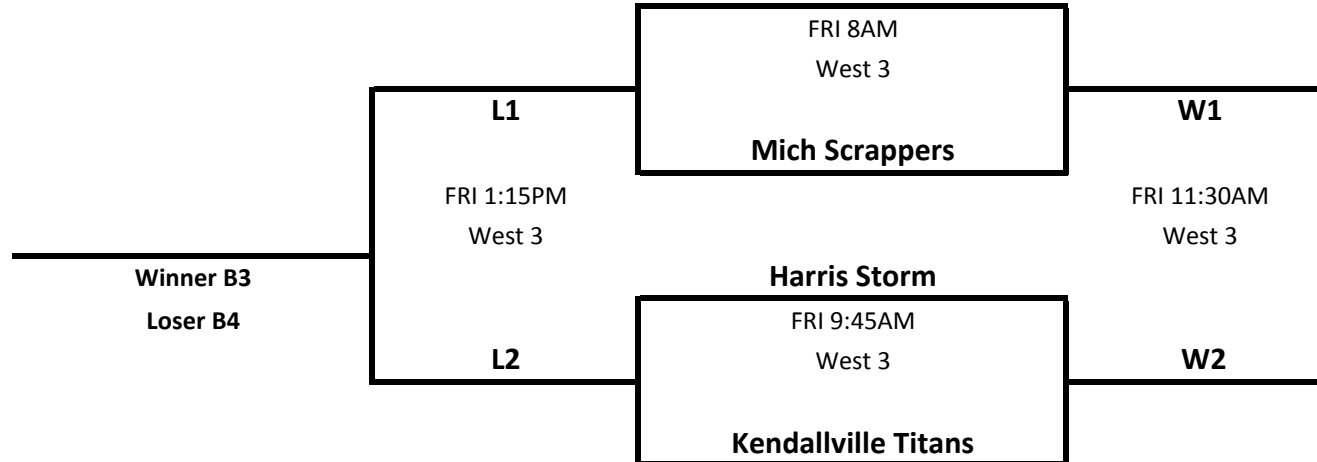 FRI 8AM
West 3
L1
W1
Mich Scrappers
FRI 1:15PM
West 3
FRI 11:30AM
West 3
Winner B3
Loser B4
Harris Storm
FRI 9:45AM
West 3
L2
W2
Kendallville Titans